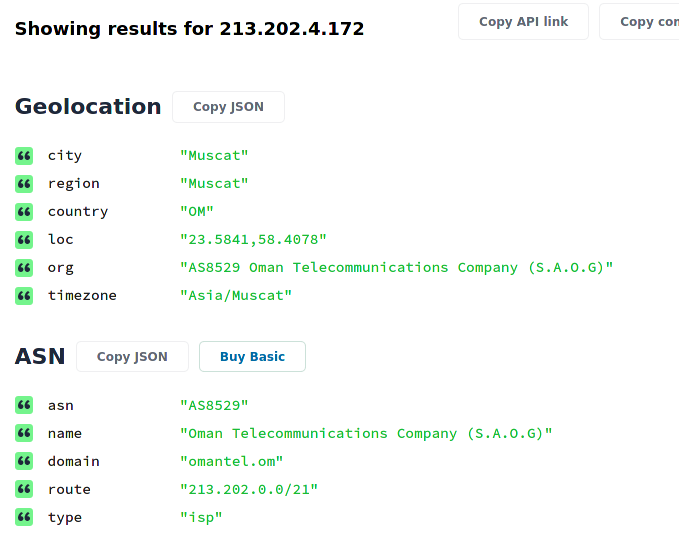 Showing results for 213.202.4.172
Copy API link
Copy con
Geolocation
Copy JSON
city "Muscat"
region "Muscat"
country "OM"
loc "23.5841,58.4078"
org "AS8529 Oman Telecommunications Company (S.A.O.G)"
timezone "Asia/Muscat"
ASN
Copy JSON
Buy Basic
asn "AS8529"
name "Oman Telecommunications Company (S.A.O.G)"
domain "omantel.om"
route "213.202.0.0/21"
type "isp"